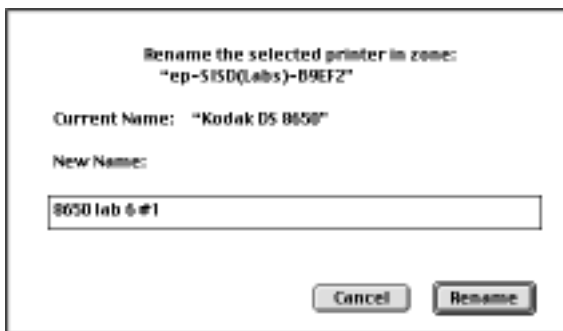 Rename the selected printer in zone:
"ep-SISD(Labs)-B9EF2"
Current Name: "Kodak DS 8650"
New Name:
8650 lab 6 #1
Cancel Rename